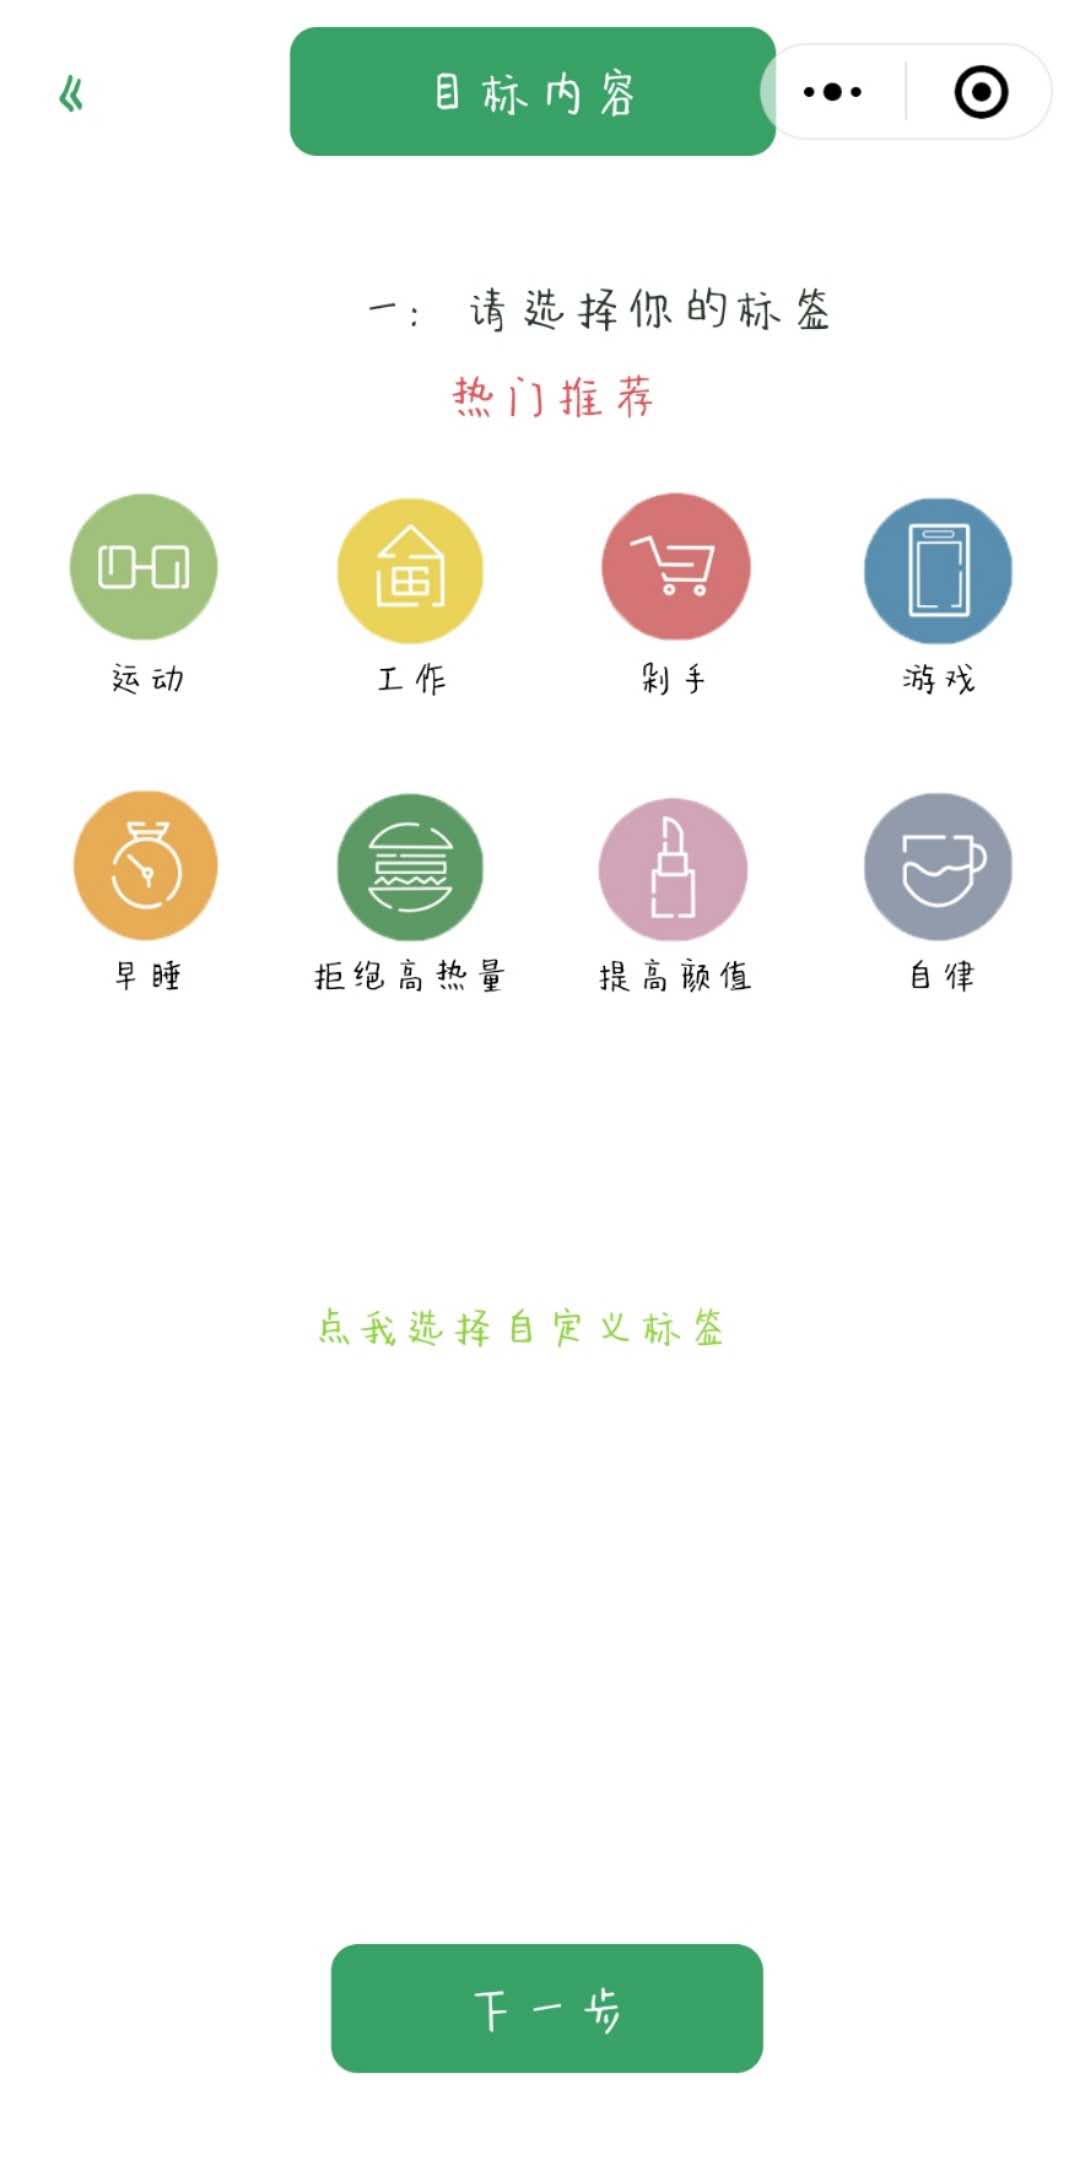 目标内容
一：请选择你的标签
热门推荐
运动 工作 剁手 游戏
早睡 拒绝高热量 提高颜值 自律
点我选择自定义标签
下一步